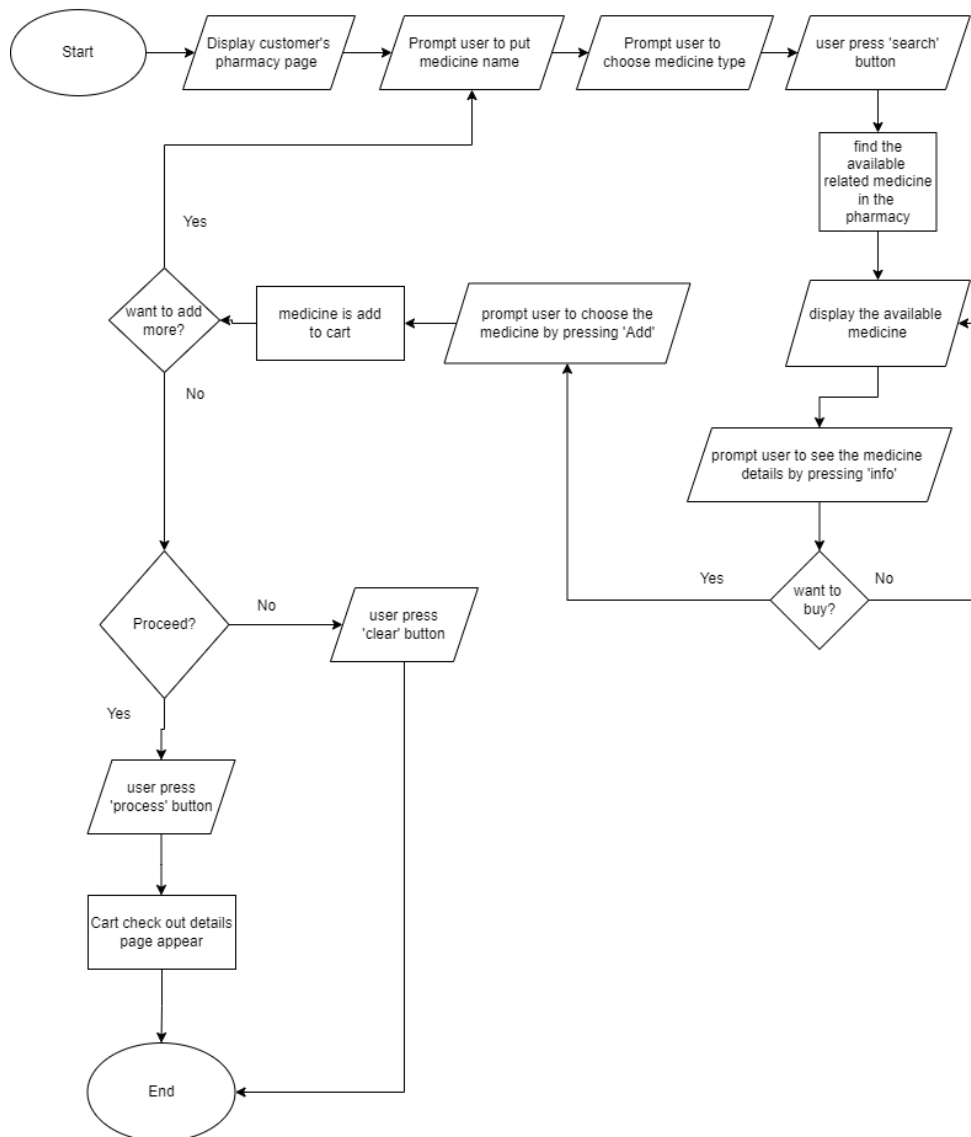 Start
Display customer's
pharmacy page
Prompt user to put
medicine name
Prompt user to
choose medicine type
user press 'search'
button
find the
available
related medicine
in the
pharmacy
display the available
medicine
prompt user to see the medicine
details by pressing 'info'
want to
buy?
No
Yes
prompt user to choose the
medicine by pressing 'Add'
medicine is add
to cart
want to add
more?
Yes
No
Proceed?
No
user press
'clear' button
Yes
user press
'process' button
Cart check out details
page appear
End